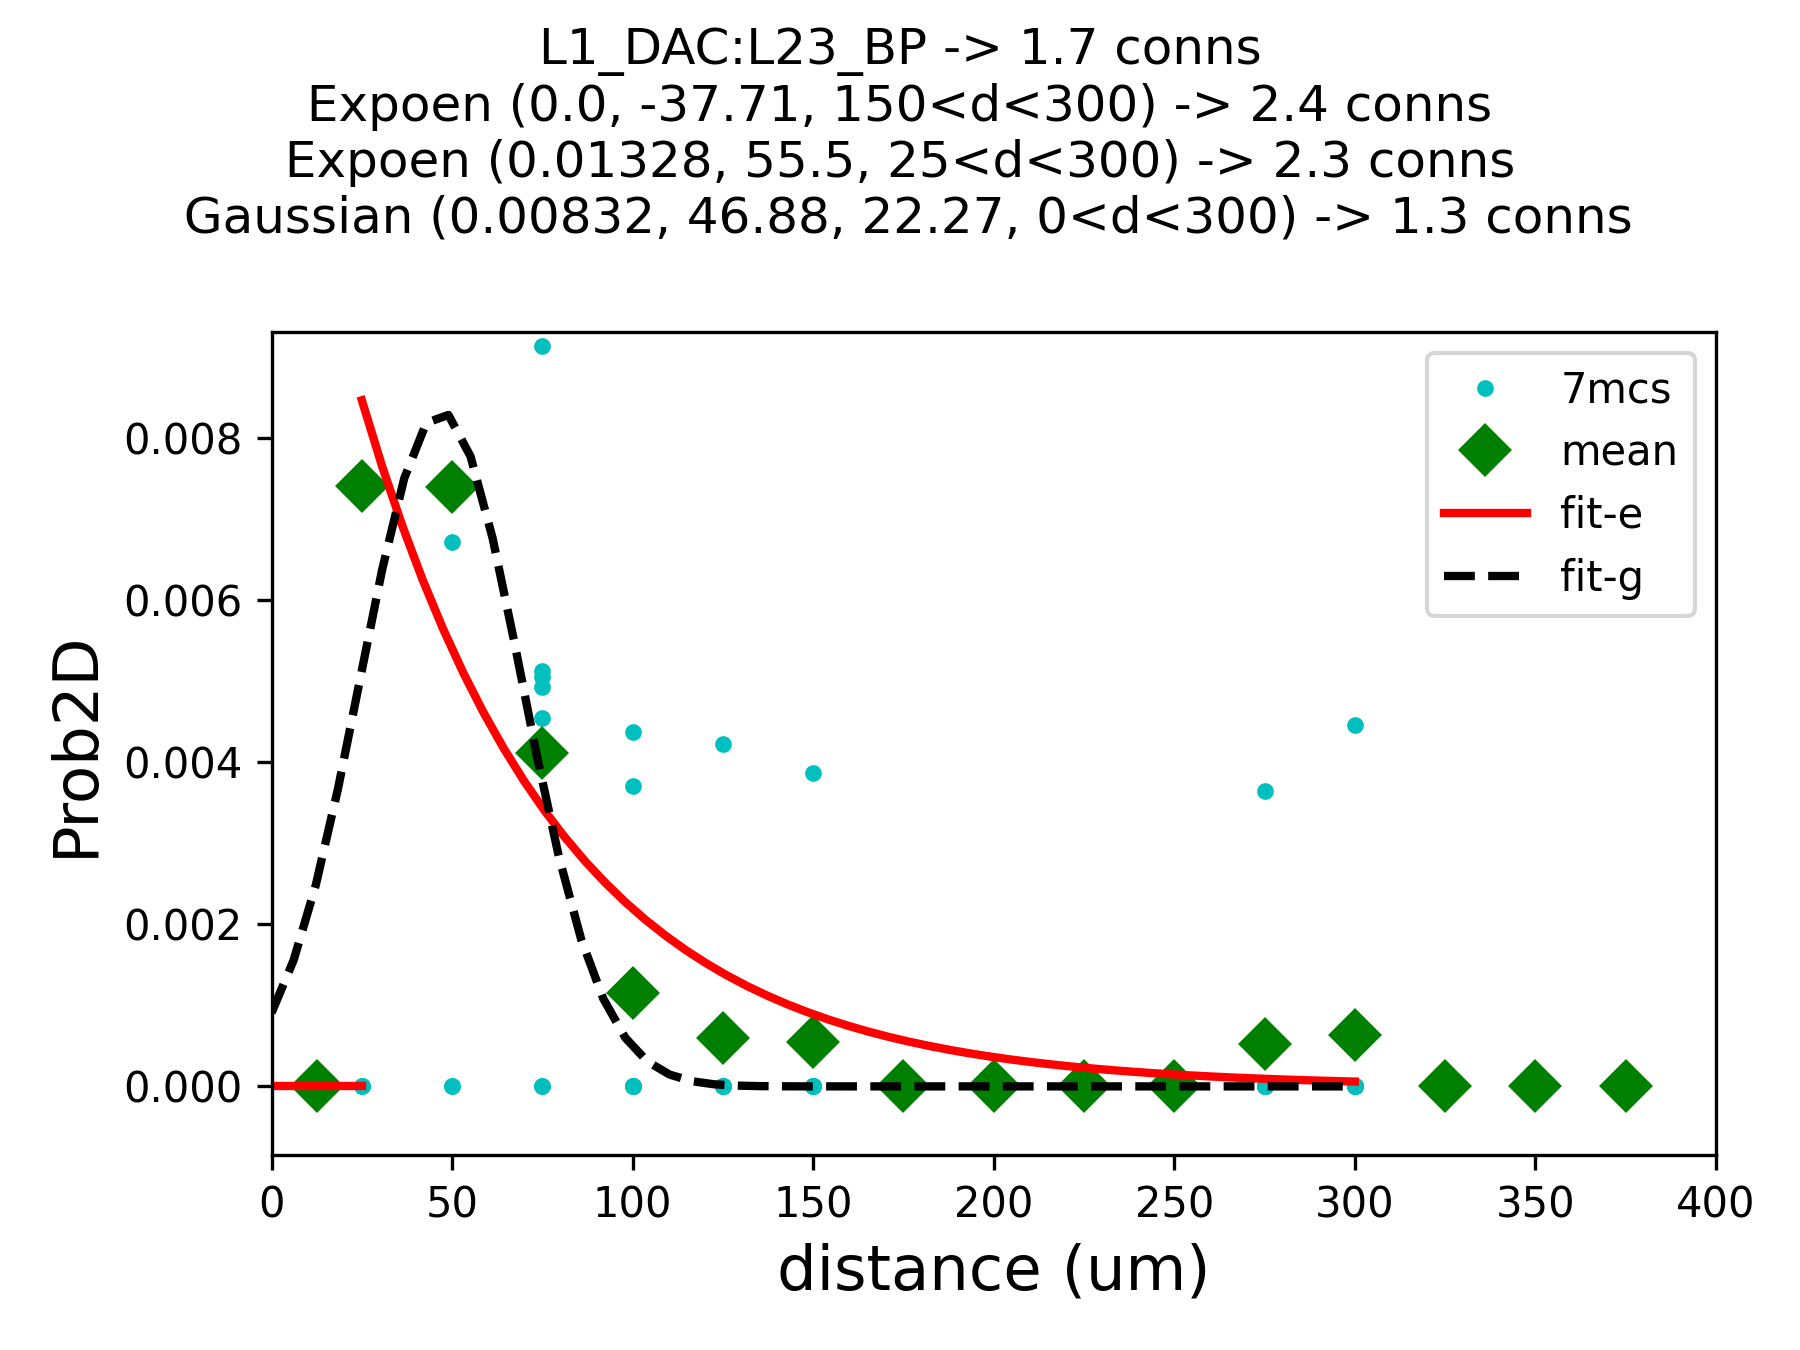 L1_DAC:L23_BP -> 1.7 conns
Expoen (0.0, -37.71, 150<d<300) -> 2.4 conns
Expoen (0.01328, 55.5, 25<d<300) -> 2.3 conns
Gaussian (0.00832, 46.88, 22.27, 0<d<300) -> 1.3 conns
7mcs
mean
fit-e
fit-g
Prob2D
0.008
0.006
0.004
0.002
0.000
0 50 100 150 200 250 300 350 400
distance (um)